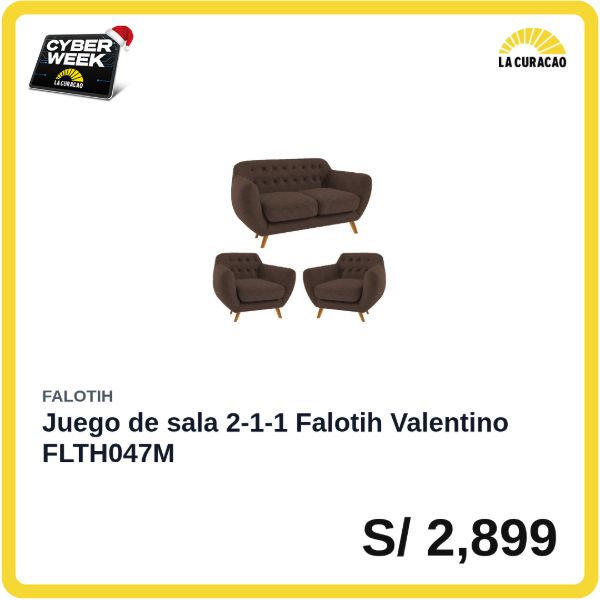 CYBER
WEEK
LA CURACAO
LA CURACAO
FALOTIH
Juego de sala 2-1-1 Falotih Valentino
FLTH047M
S/ 2,899